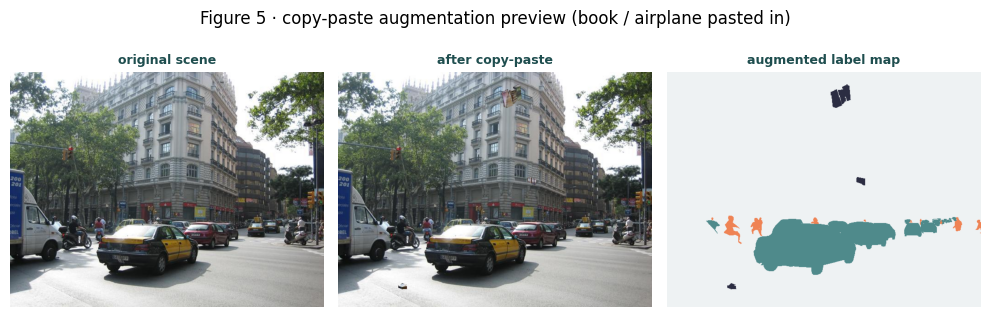 Figure 5 · copy-paste augmentation preview (book / airplane pasted in)
original scene
after copy-paste
augmented label map